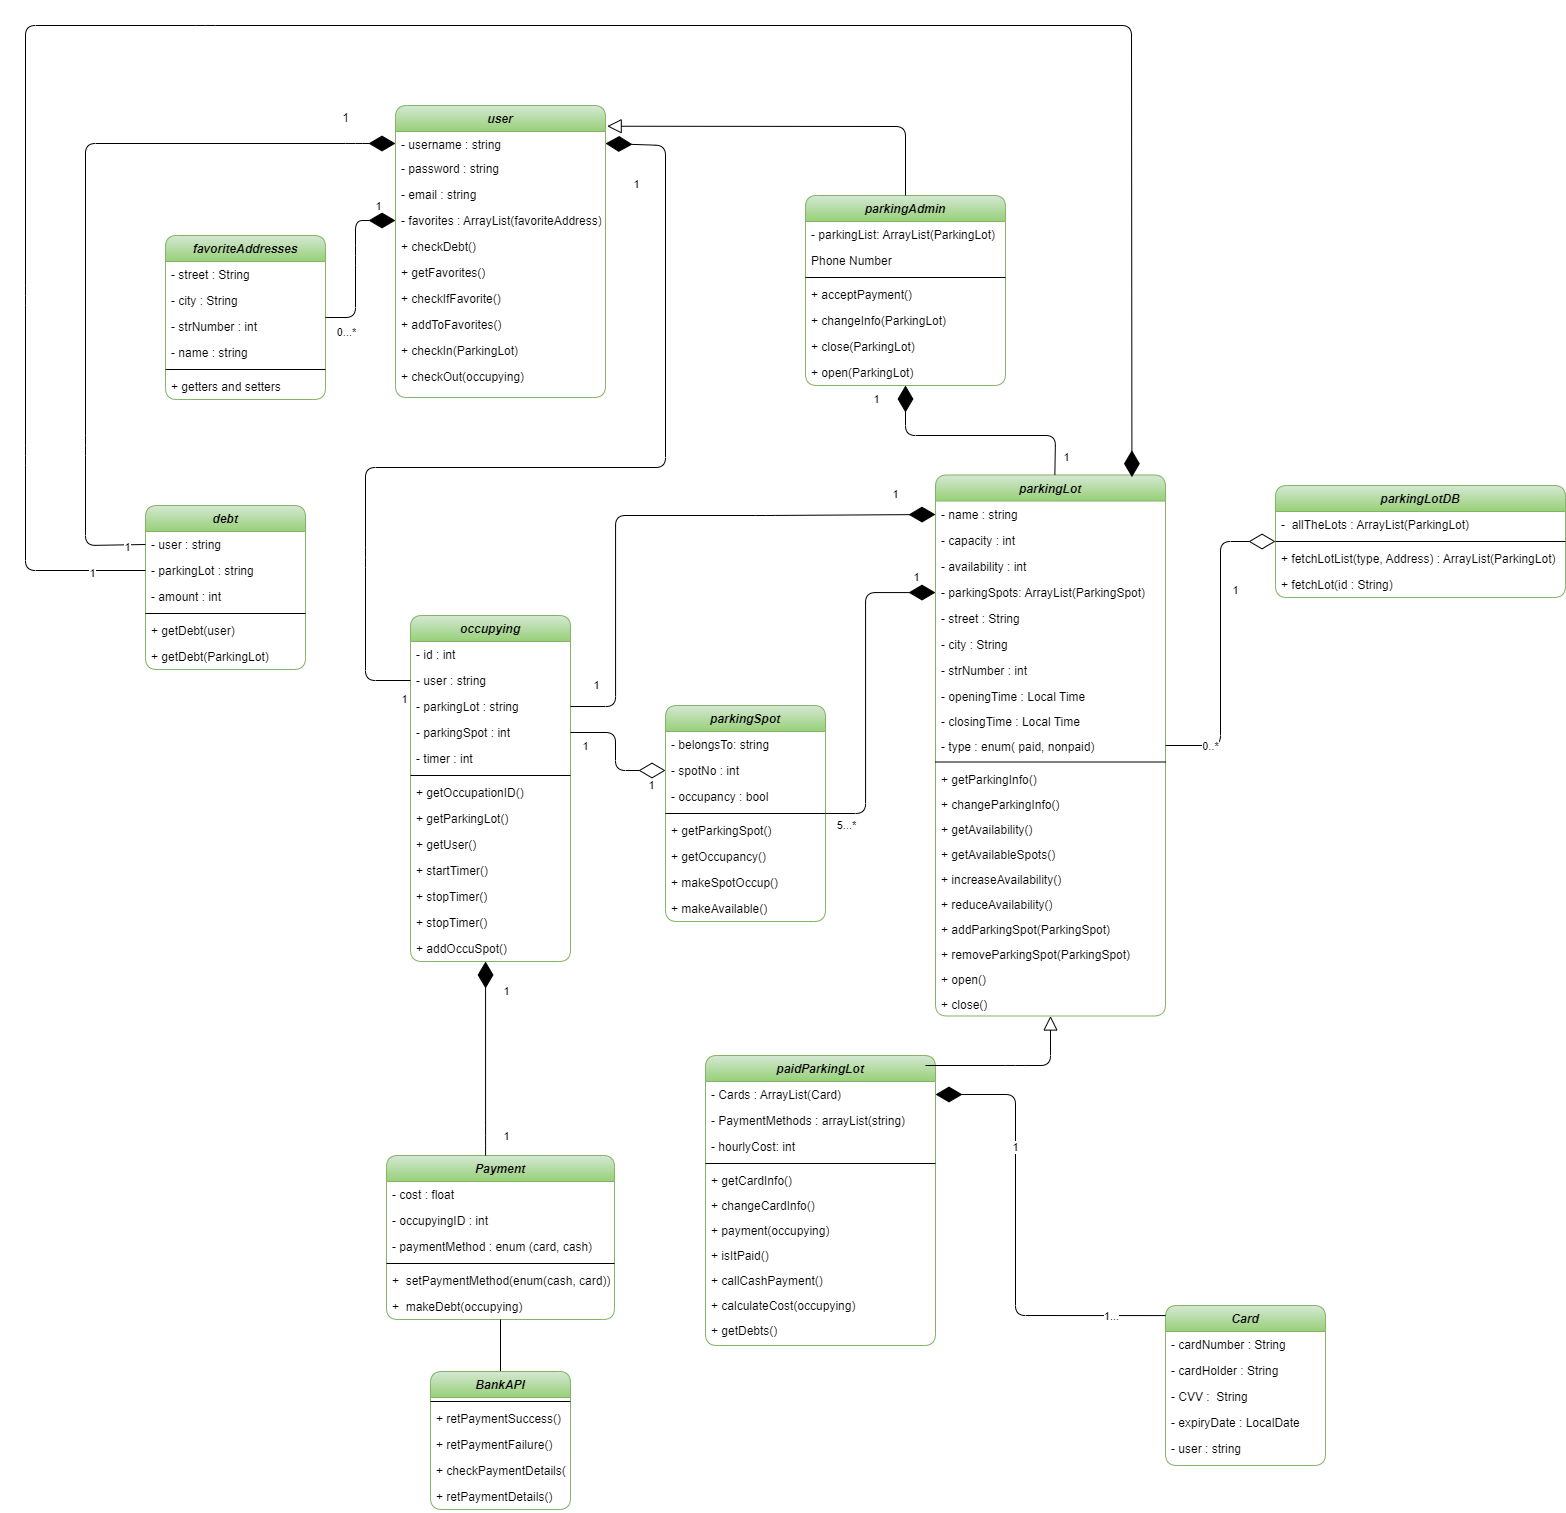 1
user
- username : string
- password : string
- email : string
- favorites : ArrayList(favoriteAddress)
+ checkDebt()
+ getFavorites()
+ checkIfFavorite()
+ addToFavorites()
+ checkIn(ParkingLot)
+ checkOut(occupying)
1
1
parkingAdmin
- parkingList: ArrayList(ParkingLot)
Phone Number
+ acceptPayment()
+ changeInfo(ParkingLot)
+ close(ParkingLot)
+ open(ParkingLot)
favoriteAddresses
- street : String
- city : String
- strNumber : int
- name : string
+ getters and setters
0...*
1
1
debt
- user : string
- parkingLot : string
- amount : int
+ getDebt(user)
+ getDebt(ParkingLot)
1
1
parkingLot
- name : string
- capacity : int
- availability : int
- parkingSpots: ArrayList(ParkingSpot)
- street : String
- city : String
- strNumber : int
- openingTime : Local Time
- closingTime : Local Time
- type : enum( paid, nonpaid)
+ getParkingInfo()
+ changeParkingInfo()
+ getAvailability()
+ getAvailableSpots()
+ increaseAvailability()
+ reduceAvailability()
+ addParkingSpot(ParkingSpot)
+ removeParkingSpot(ParkingSpot)
+ open()
+ close()
1
1
parkingLotDB
- allTheLots : ArrayList(ParkingLot)
+ fetchLotList(type, Address) : ArrayList(ParkingLot)
+ fetchLot(id : String)
1
0..*
occupying
- id : int
- user : string
- parkingLot : string
- parkingSpot : int
- timer : int
+ getOccupationID()
+ getParkingLot()
+ getUser()
+ startTimer()
+ stopTimer()
+ stopTimer()
+ addOccuSpot()
1
1
1
1
parkingSpot
- belongsTo: string
- spotNo : int
- occupancy : bool
+ getParkingSpot()
+ getOccupancy()
+ makeSpotOccup()
+ makeAvailable()
5...*
1
1
paidParkingLot
- Cards : ArrayList(Card)
- PaymentMethods : arrayList(string)
- hourlyCost: int
+ getCardInfo()
+ changeCardInfo()
+ payment(occupying)
+ isItPaid()
+ callCashPayment()
+ calculateCost(occupying)
+ getDebts()
1
1...
Payment
- cost : float
- occupyingID : int
- paymentMethod : enum (card, cash)
+ setPaymentMethod(enum(cash, card))
+ makeDebt(occupying)
Card
- cardNumber : String
- cardHolder : String
- CVV : String
- expiryDate : LocalDate
- user : string
BankAPI
+ retPaymentSuccess()
+ retPaymentFailure()
+ checkPaymentDetails(
+ retPaymentDetails()